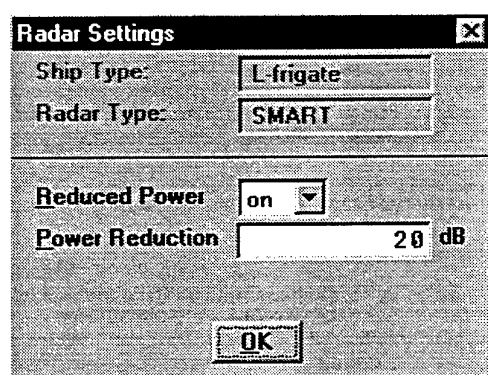 Radar Settings
Ship Type: L-frigate
Radar Type: SMART
Reduced Power on
Power Reduction 20 dB
OK